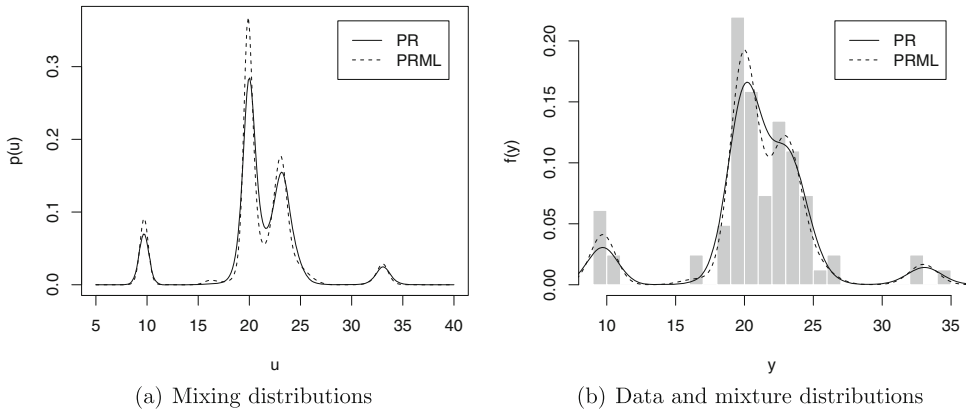 PR
PRML
p(u)
0.3
0.2
0.1
0.0
5 10 15 20 25 30 35 40
u
(a) Mixing distributions
PR
PRML
f(y)
0.20
0.15
0.10
0.05
0.00
10 15 20 25 30 35
y
(b) Data and mixture distributions